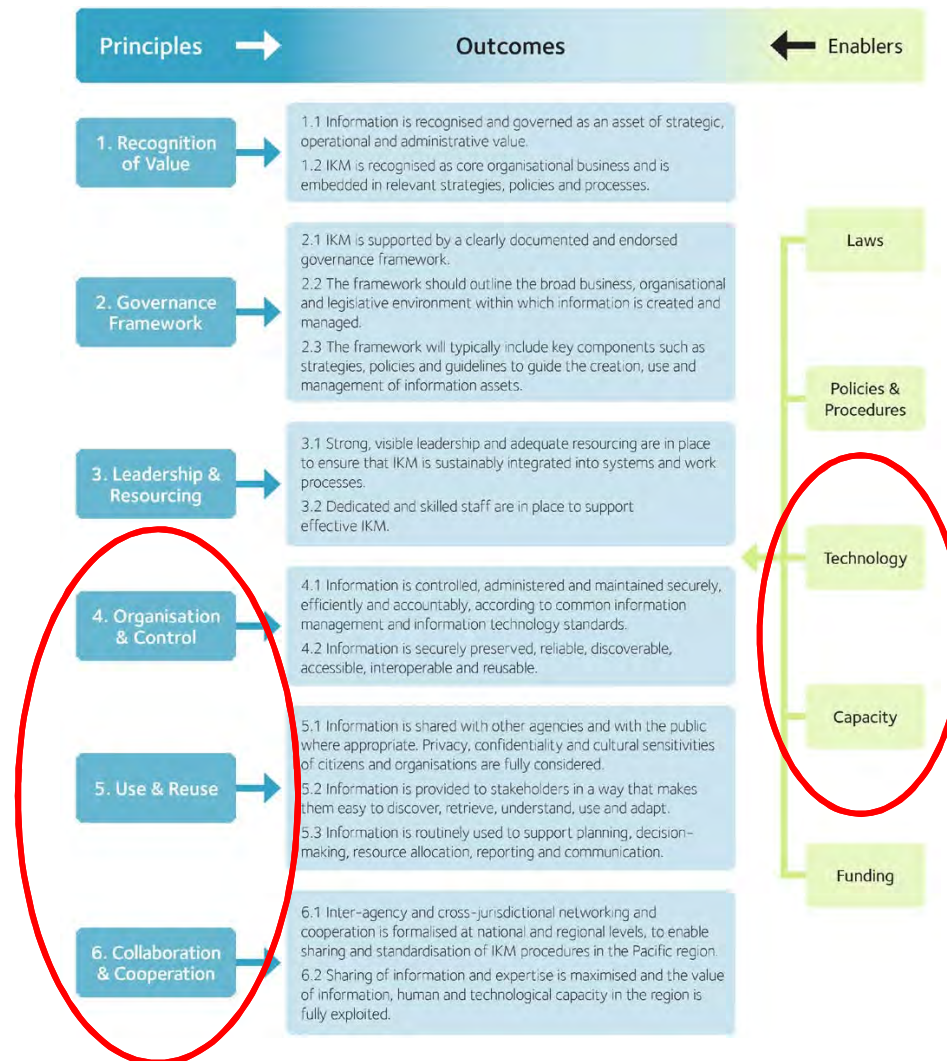 Principles
Outcomes
Enablers
1. Recognition
of Value
1.1 Information is recognised and governed as an asset of strategic,
operational and administrative value.
1.2 IKM is recognised as core organisational business and is
embedded in relevant strategies, policies and processes.
2. Governance
Framework
2.1 IKM is supported by a clearly documented and endorsed
governance framework.
2.2 The framework should outline the broad business, organisational
and legislative environment within which information is created and
managed.
2.3 The framework will typically include key components such as
strategies, policies and guidelines to guide the creation, use and
management of information assets.
3. Leadership &
Resourcing
3.1 Strong, visible leadership and adequate resourcing are in place
to ensure that IKM is sustainably integrated into systems and work
processes.
3.2 Dedicated and skilled staff are in place to support
effective IKM.
4. Organisation
& Control
4.1 Information is controlled, administered and maintained securely,
efficiently and accountably, according to common information
management and information technology standards.
4.2 Information is securely preserved, reliable, discoverable,
accessible, interoperable and reusable.
5. Use & Reuse
5.1 Information is shared with other agencies and with the public
where appropriate. Privacy, confidentiality and cultural sensitivities
of citizens and organisations are fully considered.
5.2 Information is provided to stakeholders in a way that makes
them easy to discover, retrieve, understand, use and adapt.
5.3 Information is routinely used to support planning, decision-
making, resource allocation, reporting and communication.
6. Collaboration
& Cooperation
6.1 Inter-agency and cross-jurisdictional networking and
cooperation is formalised at national and regional levels, to enable
sharing and standardisation of IKM procedures in the Pacific region.
6.2 Sharing of information and expertise is maximised and the value
of information, human and technological capacity in the region is
fully exploited.
Laws
Policies &
Procedures
Technology
Capacity
Funding